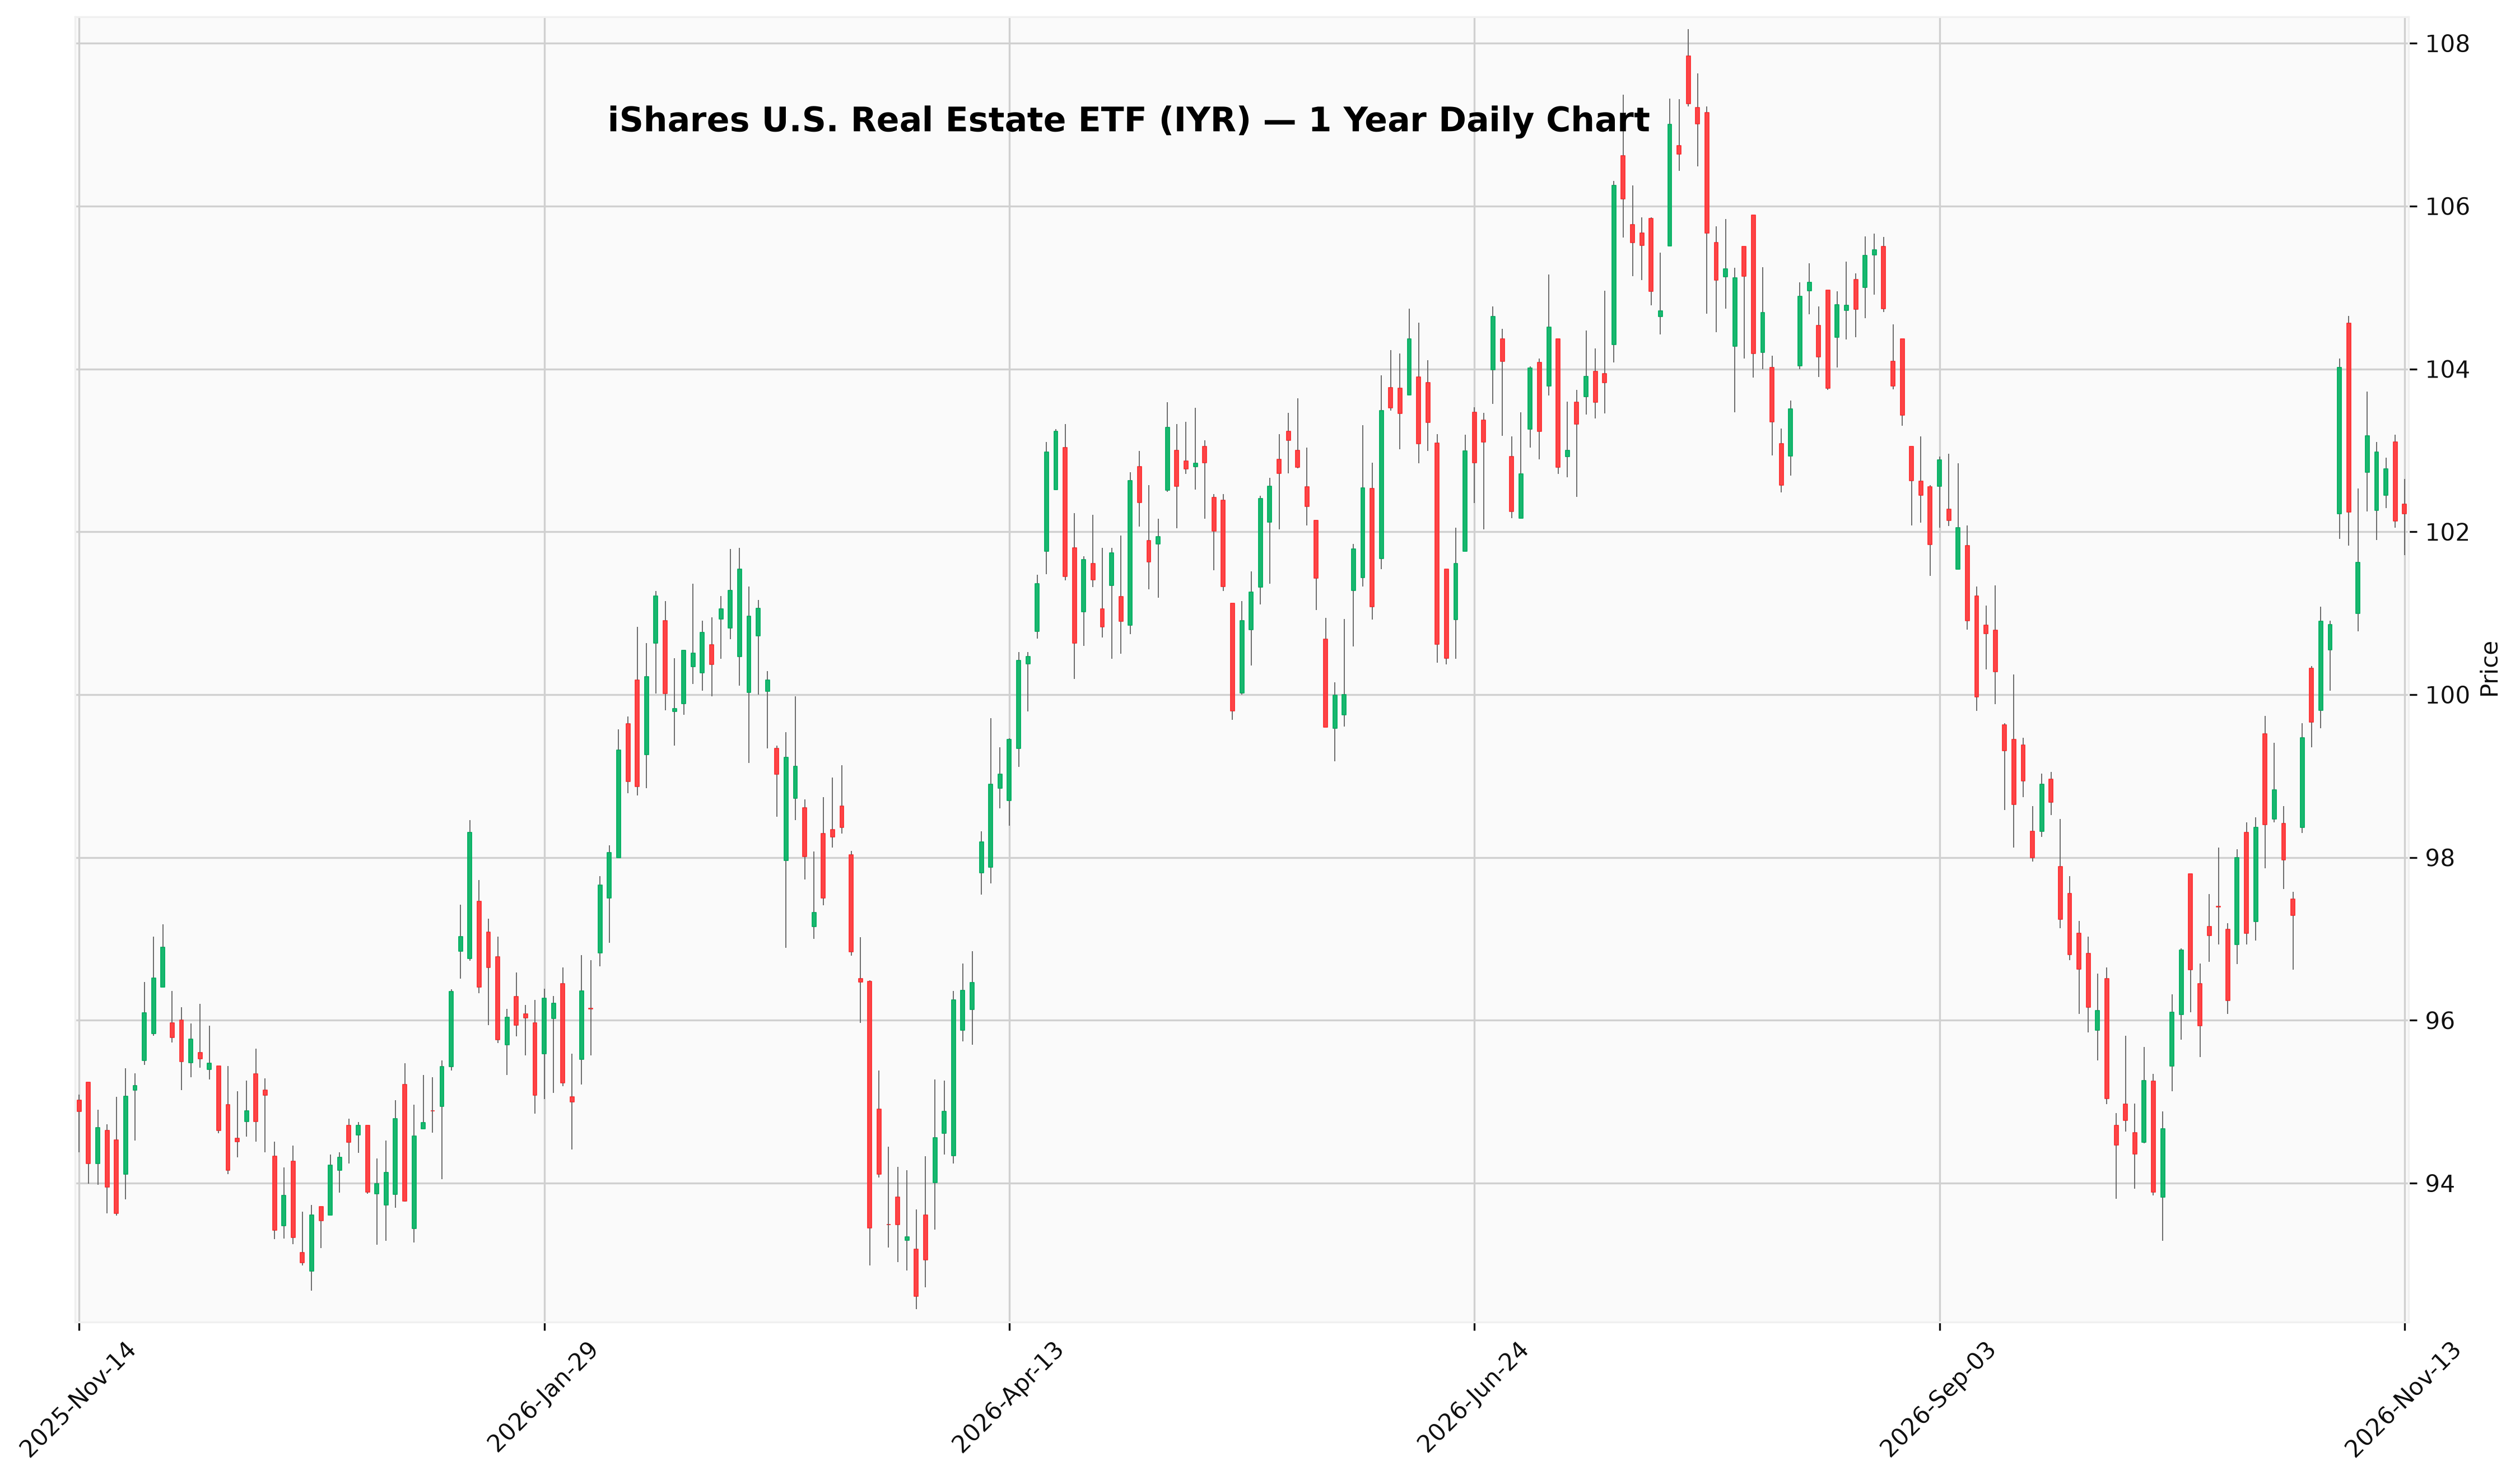 iShares U.S. Real Estate ETF (IYR) — 1 Year Daily Chart
108
106
104
102
100
98
96
94
Price
2025-Nov-14
2026-Jan-29
2026-Apr-13
2026-Jun-24
2026-Sep-03
2026-Nov-13